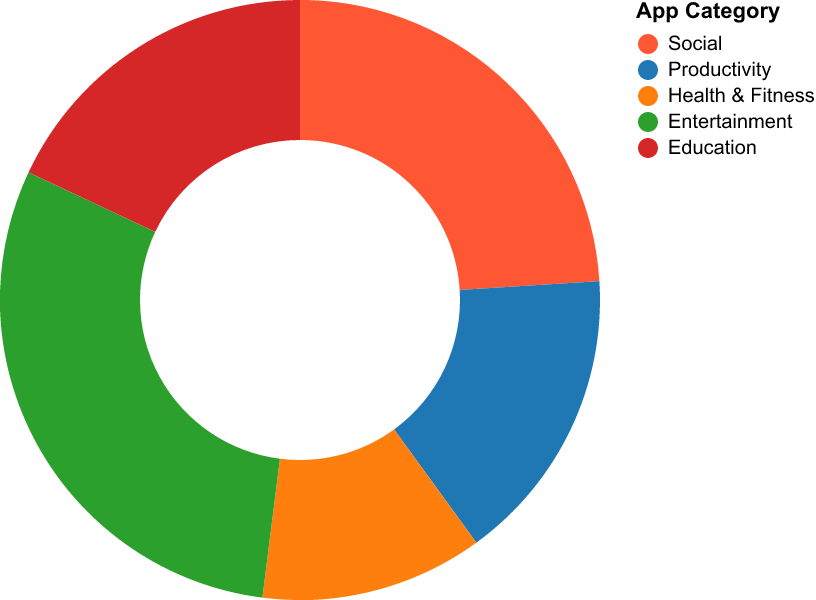 App Category
Social
Productivity
Health & Fitness
Entertainment
Education